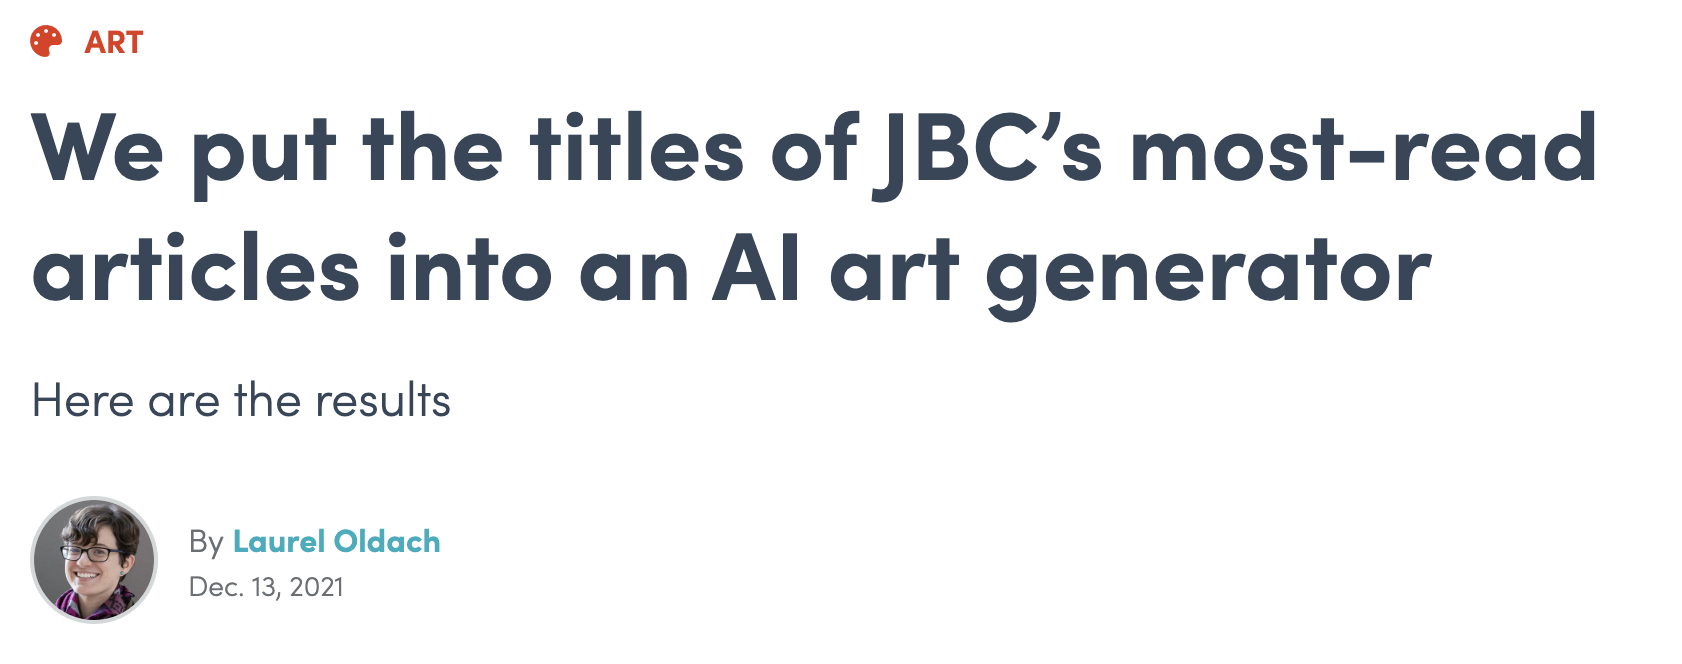 ART
We put the titles of JBC’s most-read
articles into an AI art generator
Here are the results
By Laurel Oldach
Dec. 13, 2021